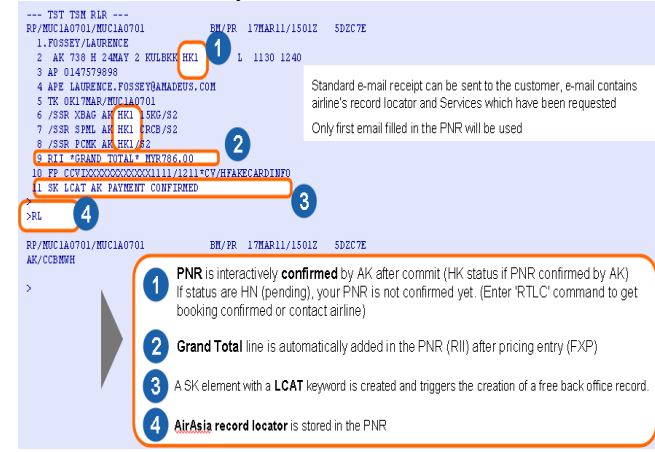 --- TST TSM RLR ---
RP/MUC1A0701/MUC1A0701 BM/PR 17MAR11/1501Z 5DZC7E
1.FOSSEY/LAURENCE
2 AK 738 H 24MAY 2 KULBKK HK1 L 1130 1240
1
3 AP 0147579898
4 APE LAURENCE.FOSSEY@AMADEUS.COM
5 TK OK17MAR/MUC1A0701
6 /SSR XBAG AK HK1 15KG/S2
7 /SSR SPML AK HK1 CRCB/S2
8 /SSR PCMK AK HK1/S2
9 RII *GRAND TOTAL* MYR786.00
2
10 FP CCVIXXXXXXXXXXXX1111/1211*CV/HFAKECARDINFO
11 SK LCAT AK PAYMENT CONFIRMED
3
>
>RL
4
Standard e-mail receipt can be sent to the customer, e-mail contains
airline's record locator and Services which have been requested
Only first email filled in the PNR will be used
RP/MUC1A0701/MUC1A0701 BM/PR 17MAR11/1501Z 5DZC7E
AK/CCBMWH
>
1 PNR is interactively confirmed by AK after commit (HK status if PNR confirmed by AK)
If status are HN (pending), your PNR is not confirmed yet. (Enter 'RTLC' command to get
booking confirmed or contact airline)
2 Grand Total line is automatically added in the PNR (RII) after pricing entry (FXP)
3 A SK element with a LCAT keyword is created and triggers the creation of a free back office record.
4 AirAsia record locator is stored in the PNR